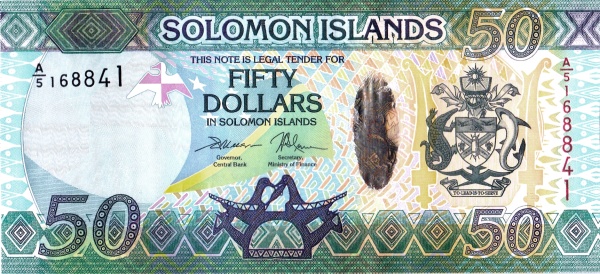 SOLOMON ISLANDS
50
THIS NOTE IS LEGAL TENDER FOR
A/5 168841
FIFTY
DOLLARS
IN SOLOMON ISLANDS
A/5 168841
Governor,
Central Bank
Secretary,
Ministry of Finance
TO LEAD IS TO SERVE
50
50